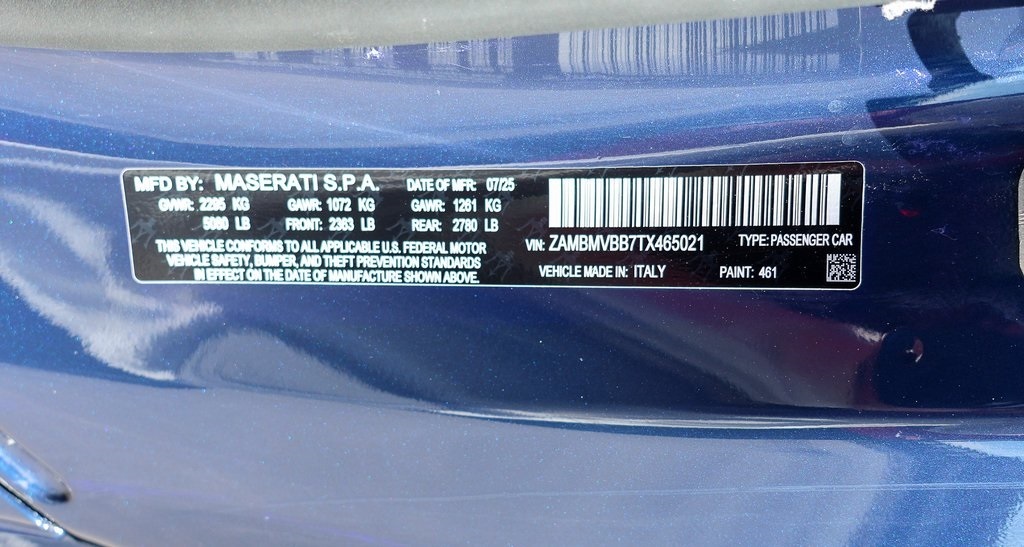 MFD BY: MASERATI S.P.A. DATE OF MFR: 07/25
GVWR: 2295 KG GAWR: 1072 KG GAWR: 1261 KG
5060 LB FRONT: 2363 LB REAR: 2780 LB
THIS VEHICLE CONFORMS TO ALL APPLICABLE U.S. FEDERAL MOTOR
VEHICLE SAFETY, BUMPER, AND THEFT PREVENTION STANDARDS
IN EFFECT ON THE DATE OF MANUFACTURE SHOWN ABOVE.
VIN: ZAMBMVBB7TX465021 TYPE: PASSENGER CAR
VEHICLE MADE IN: ITALY PAINT: 461